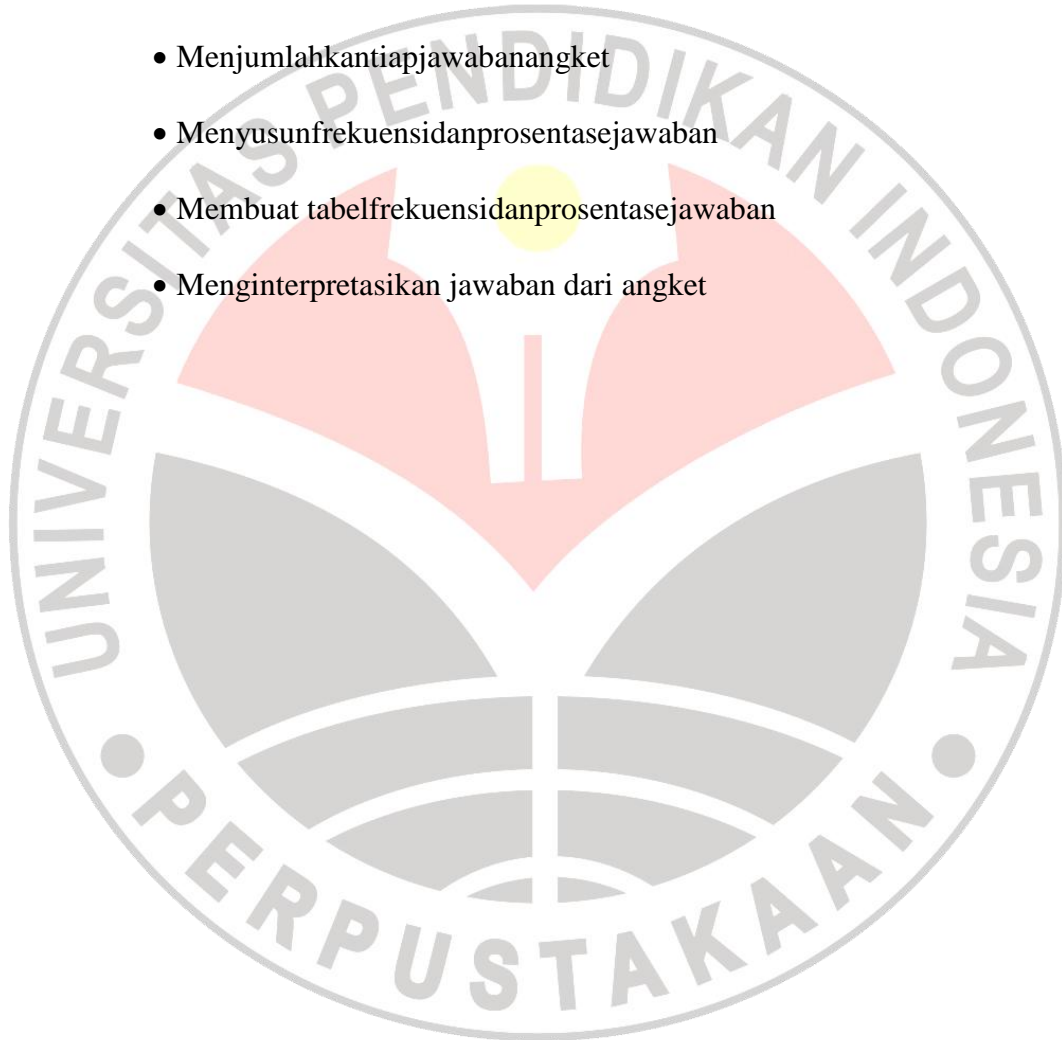 • Menjumlahkantiapjawabanangket
• Menyusunfrekuensidanprosentasejawaban
• Membuat tabelfrekuensidanprosentasejawaban
• Menginterpretasikan jawaban dari angket
UNIVERSITAS PENDIDIKAN INDONESIA
• PERPUSTAKAAN •